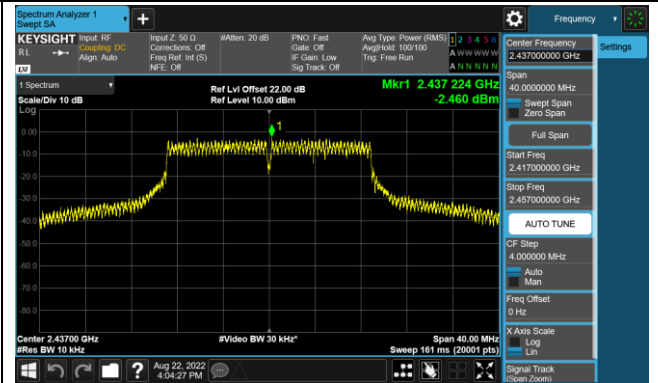 Spectrum Analyzer 1
Swept SA
Frequency
KEYSIGHT
RL
LXI
Input: RF
Coupling: DC
Align: Auto
Input Z: 50 Ω
Corrections: Off
Freq Ref: Int (S)
NFE: Off
#Atten: 20 dB
PNO: Fast
Gate: Off
IF Gain: Low
Sig Track: Off
Avg Type: Power (RMS)
Avg|Hold: 100/100
Trig: Free Run
1 2 3 4 5 6
A W W W W W
A N N N N N
1 Spectrum
Scale/Div 10 dB
Ref Lvl Offset 22.00 dB
Ref Level 10.00 dBm
Mkr1 2.437 224 GHz
-2.460 dBm
Log
1
0.00
-10.0
-20.0
-30.0
-40.0
-50.0
-60.0
-70.0
-80.0
Center 2.43700 GHz
#Res BW 10 kHz
#Video BW 30 kHz*
Span 40.00 MHz
Sweep 161 ms (20001 pts)
?
Aug 22, 2022
4:04:27 PM
Center Frequency
2.437000000 GHz
Settings
Span
40.0000000 MHz
Swept Span
Zero Span
Full Span
Start Freq
2.417000000 GHz
Stop Freq
2.457000000 GHz
AUTO TUNE
CF Step
4.000000 MHz
Auto
Man
Freq Offset
0 Hz
X Axis Scale
Log
Lin
Signal Track
(Span Zoom)